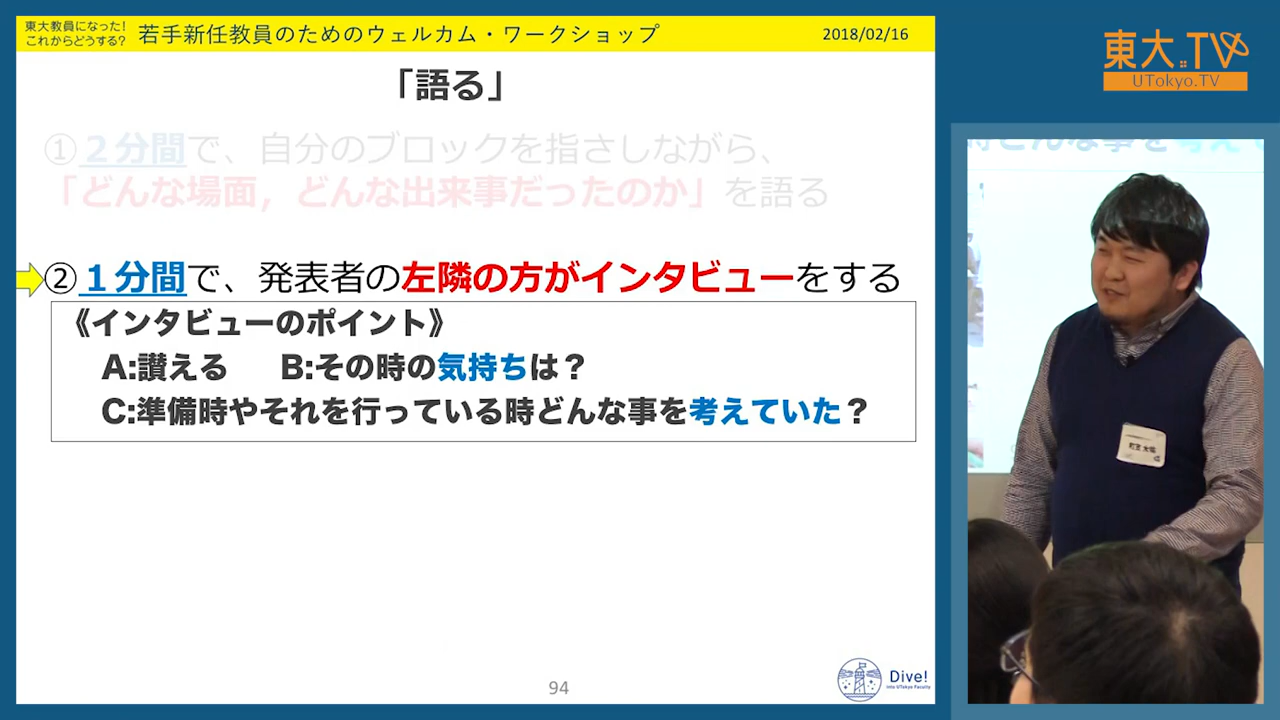 東大教員になった!
これからどうする?
若手新任教員のためのウェルカム・ワークショップ
2018/02/16
東大.TV
UTokyo.TV
「語る」
①2分間で、自分のブロックを指さしながら、
「どんな場面，どんな出来事だったのか」を語る
②1分間で、発表者の左隣の方がインタビューをする
《インタビューのポイント》
A:讃える B:その時の気持ちは？
C:準備時やそれを行っている時どんな事を考えていた？
94
Dive!
Into UTokyo Faculty